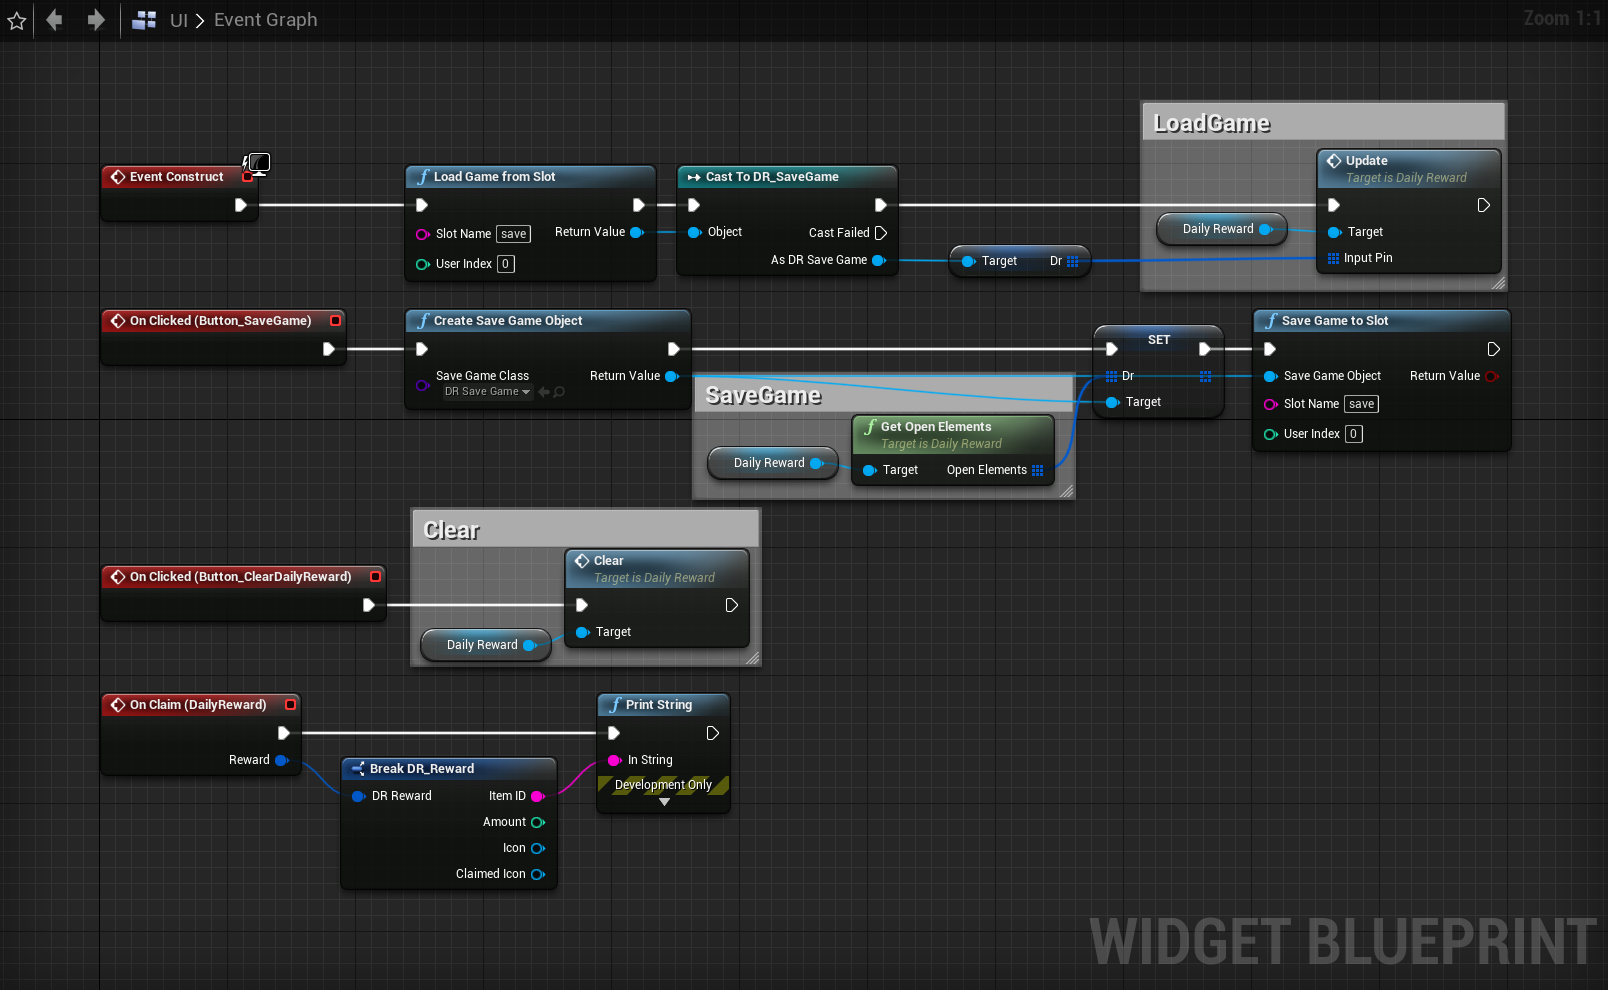 UI > Event Graph
Zoom 1:1
LoadGame
Event Construct
Load Game from Slot
Slot Name save
Return Value
User Index 0
Cast To DR_SaveGame
Object
Cast Failed
As DR Save Game
Target Dr
Daily Reward
Update
Target is Daily Reward
Target
Input Pin
On Clicked (Button_SaveGame)
Create Save Game Object
Save Game Class
DR Save Game
Return Value
SET
Dr
Target
Save Game to Slot
Save Game Object
Return Value
Slot Name save
User Index 0
SaveGame
Daily Reward
Get Open Elements
Target is Daily Reward
Target
Open Elements
Clear
On Clicked (Button_ClearDailyReward)
Daily Reward
Clear
Target is Daily Reward
Target
On Claim (DailyReward)
Reward
Break DR_Reward
DR Reward
Item ID
Amount
Icon
Claimed Icon
Print String
In String
Development Only
WIDGET BLUEPRINT